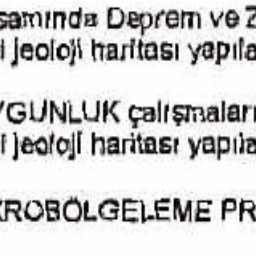 samında Deprem ve Z
i jeoloji haritası yapıla
YGUNLUK çalışmaları
i jeoloji haritası yapıla
KROBÖLGELEME PR